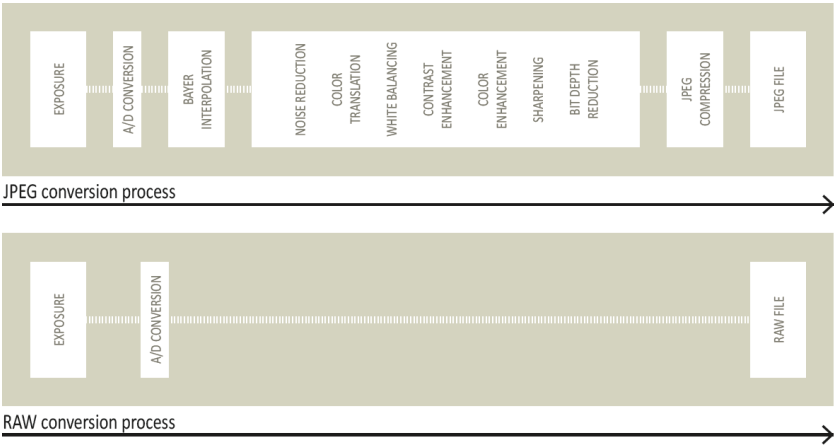 EXPOSURE
A/D CONVERSION
BAYER
INTERPOLATION
NOISE REDUCTION
COLOR
TRANSLATION
WHITE BALANCING
CONTRAST
ENHANCEMENT
COLOR
ENHANCEMENT
SHARPENING
BIT DEPTH
REDUCTION
JPEG
COMPRESSION
JPEG FILE
JPEG conversion process
EXPOSURE
A/D CONVERSION
RAW FILE
RAW conversion process